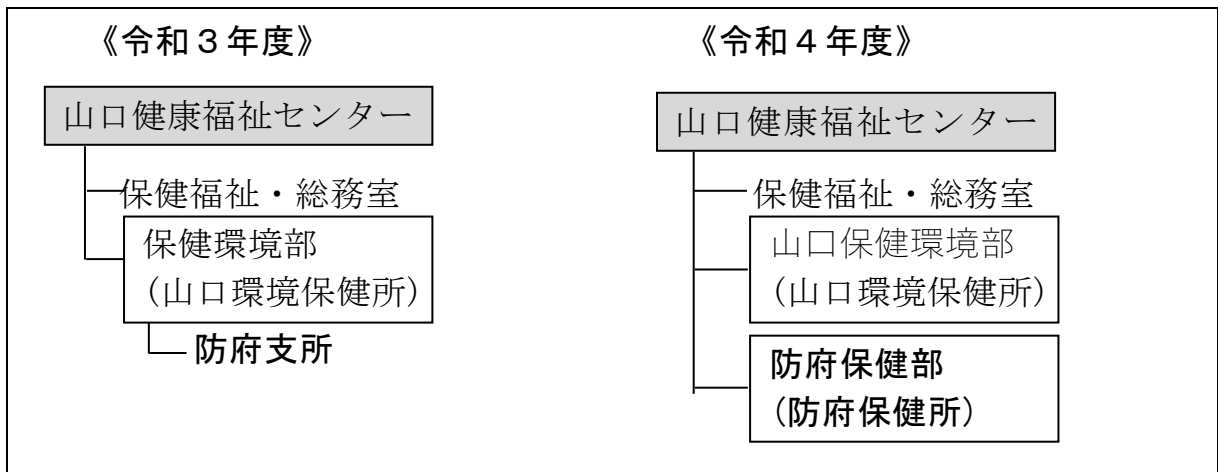 《令和３年度》
山口健康福祉センター
保健福祉・総務室
保健環境部
（山口環境保健所）
防府支所
《令和４年度》
山口健康福祉センター
保健福祉・総務室
山口保健環境部
（山口環境保健所）
防府保健部
（防府保健所）